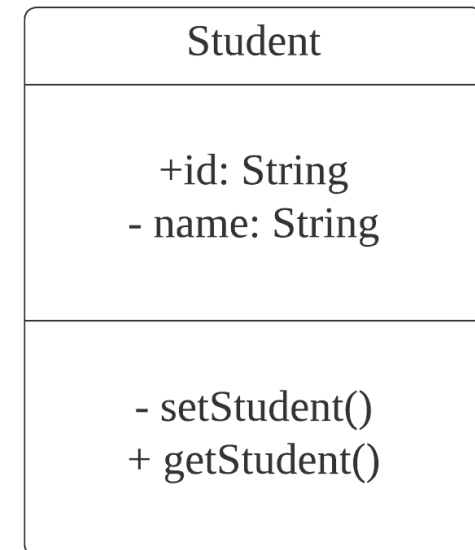 Student
+id: String
- name: String
- setStudent()
+ getStudent()